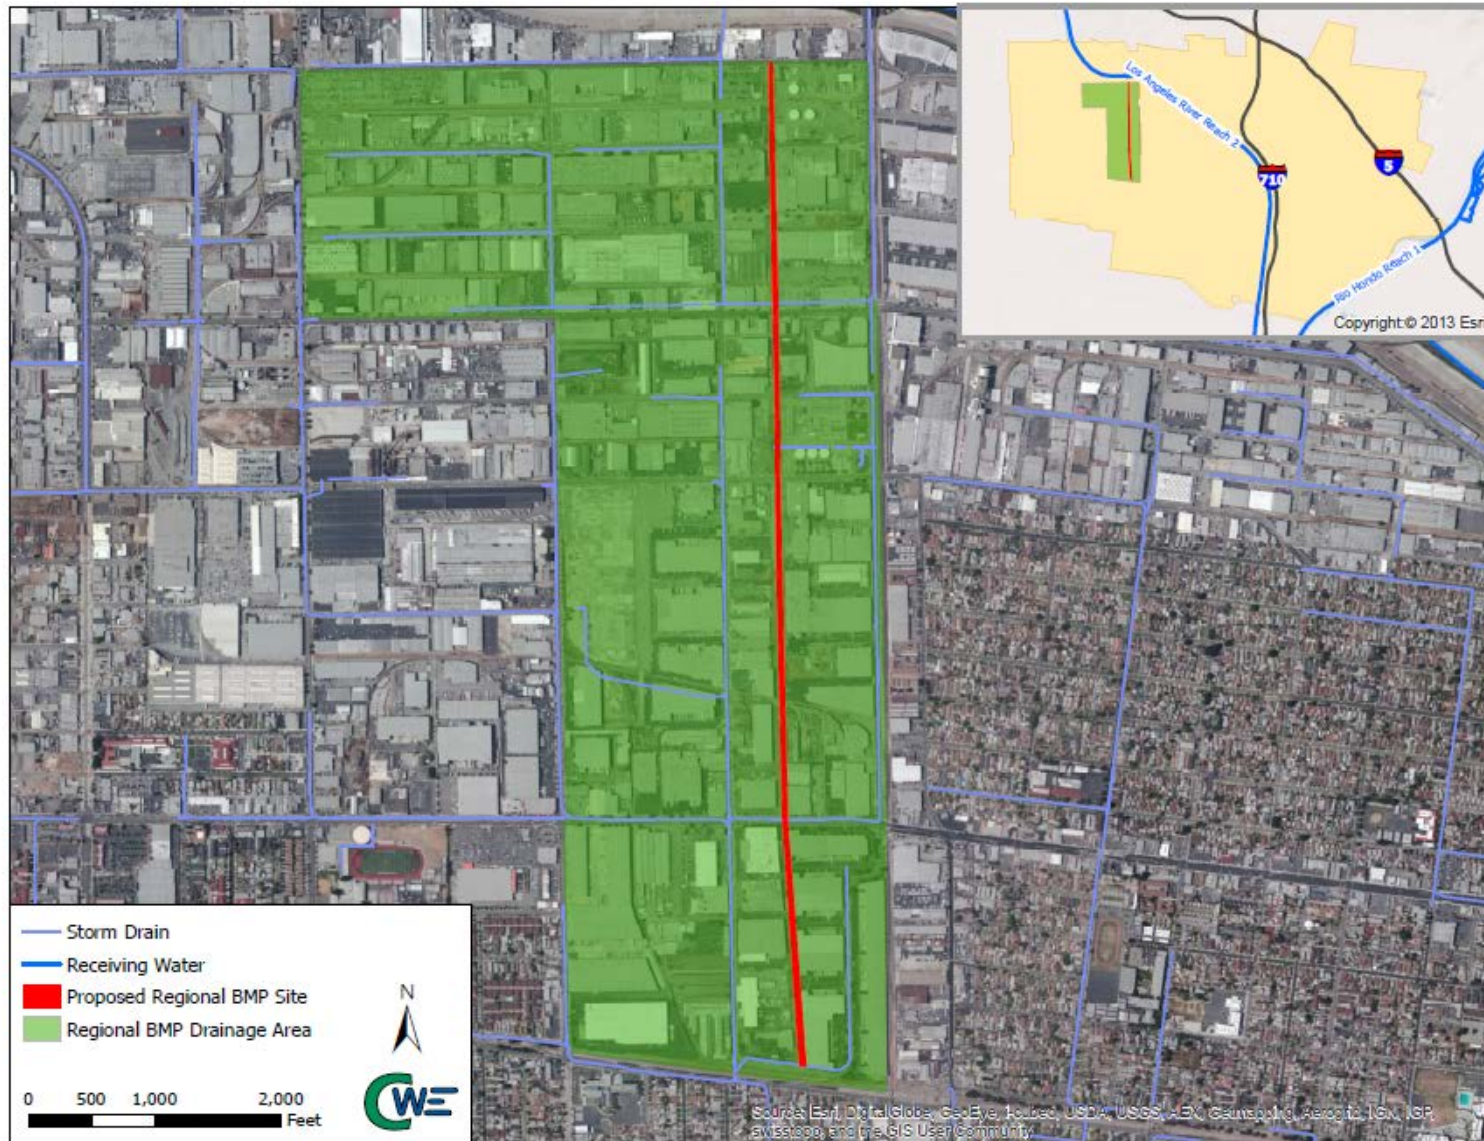 Los Angeles River Reach 2
710
5
Rio Hondo Reach 1
Copyright:© 2013 Esri
Storm Drain
Receiving Water
Proposed Regional BMP Site
Regional BMP Drainage Area
N
CWE
0 500 1,000 2,000
Feet
Source: Esri, DigitalGlobe, GeoEye, i-cubed, USDA, USGS, AEX, Getmapping, Aerogrid, IGN, IGP,
swisstopo, and the GIS User Community